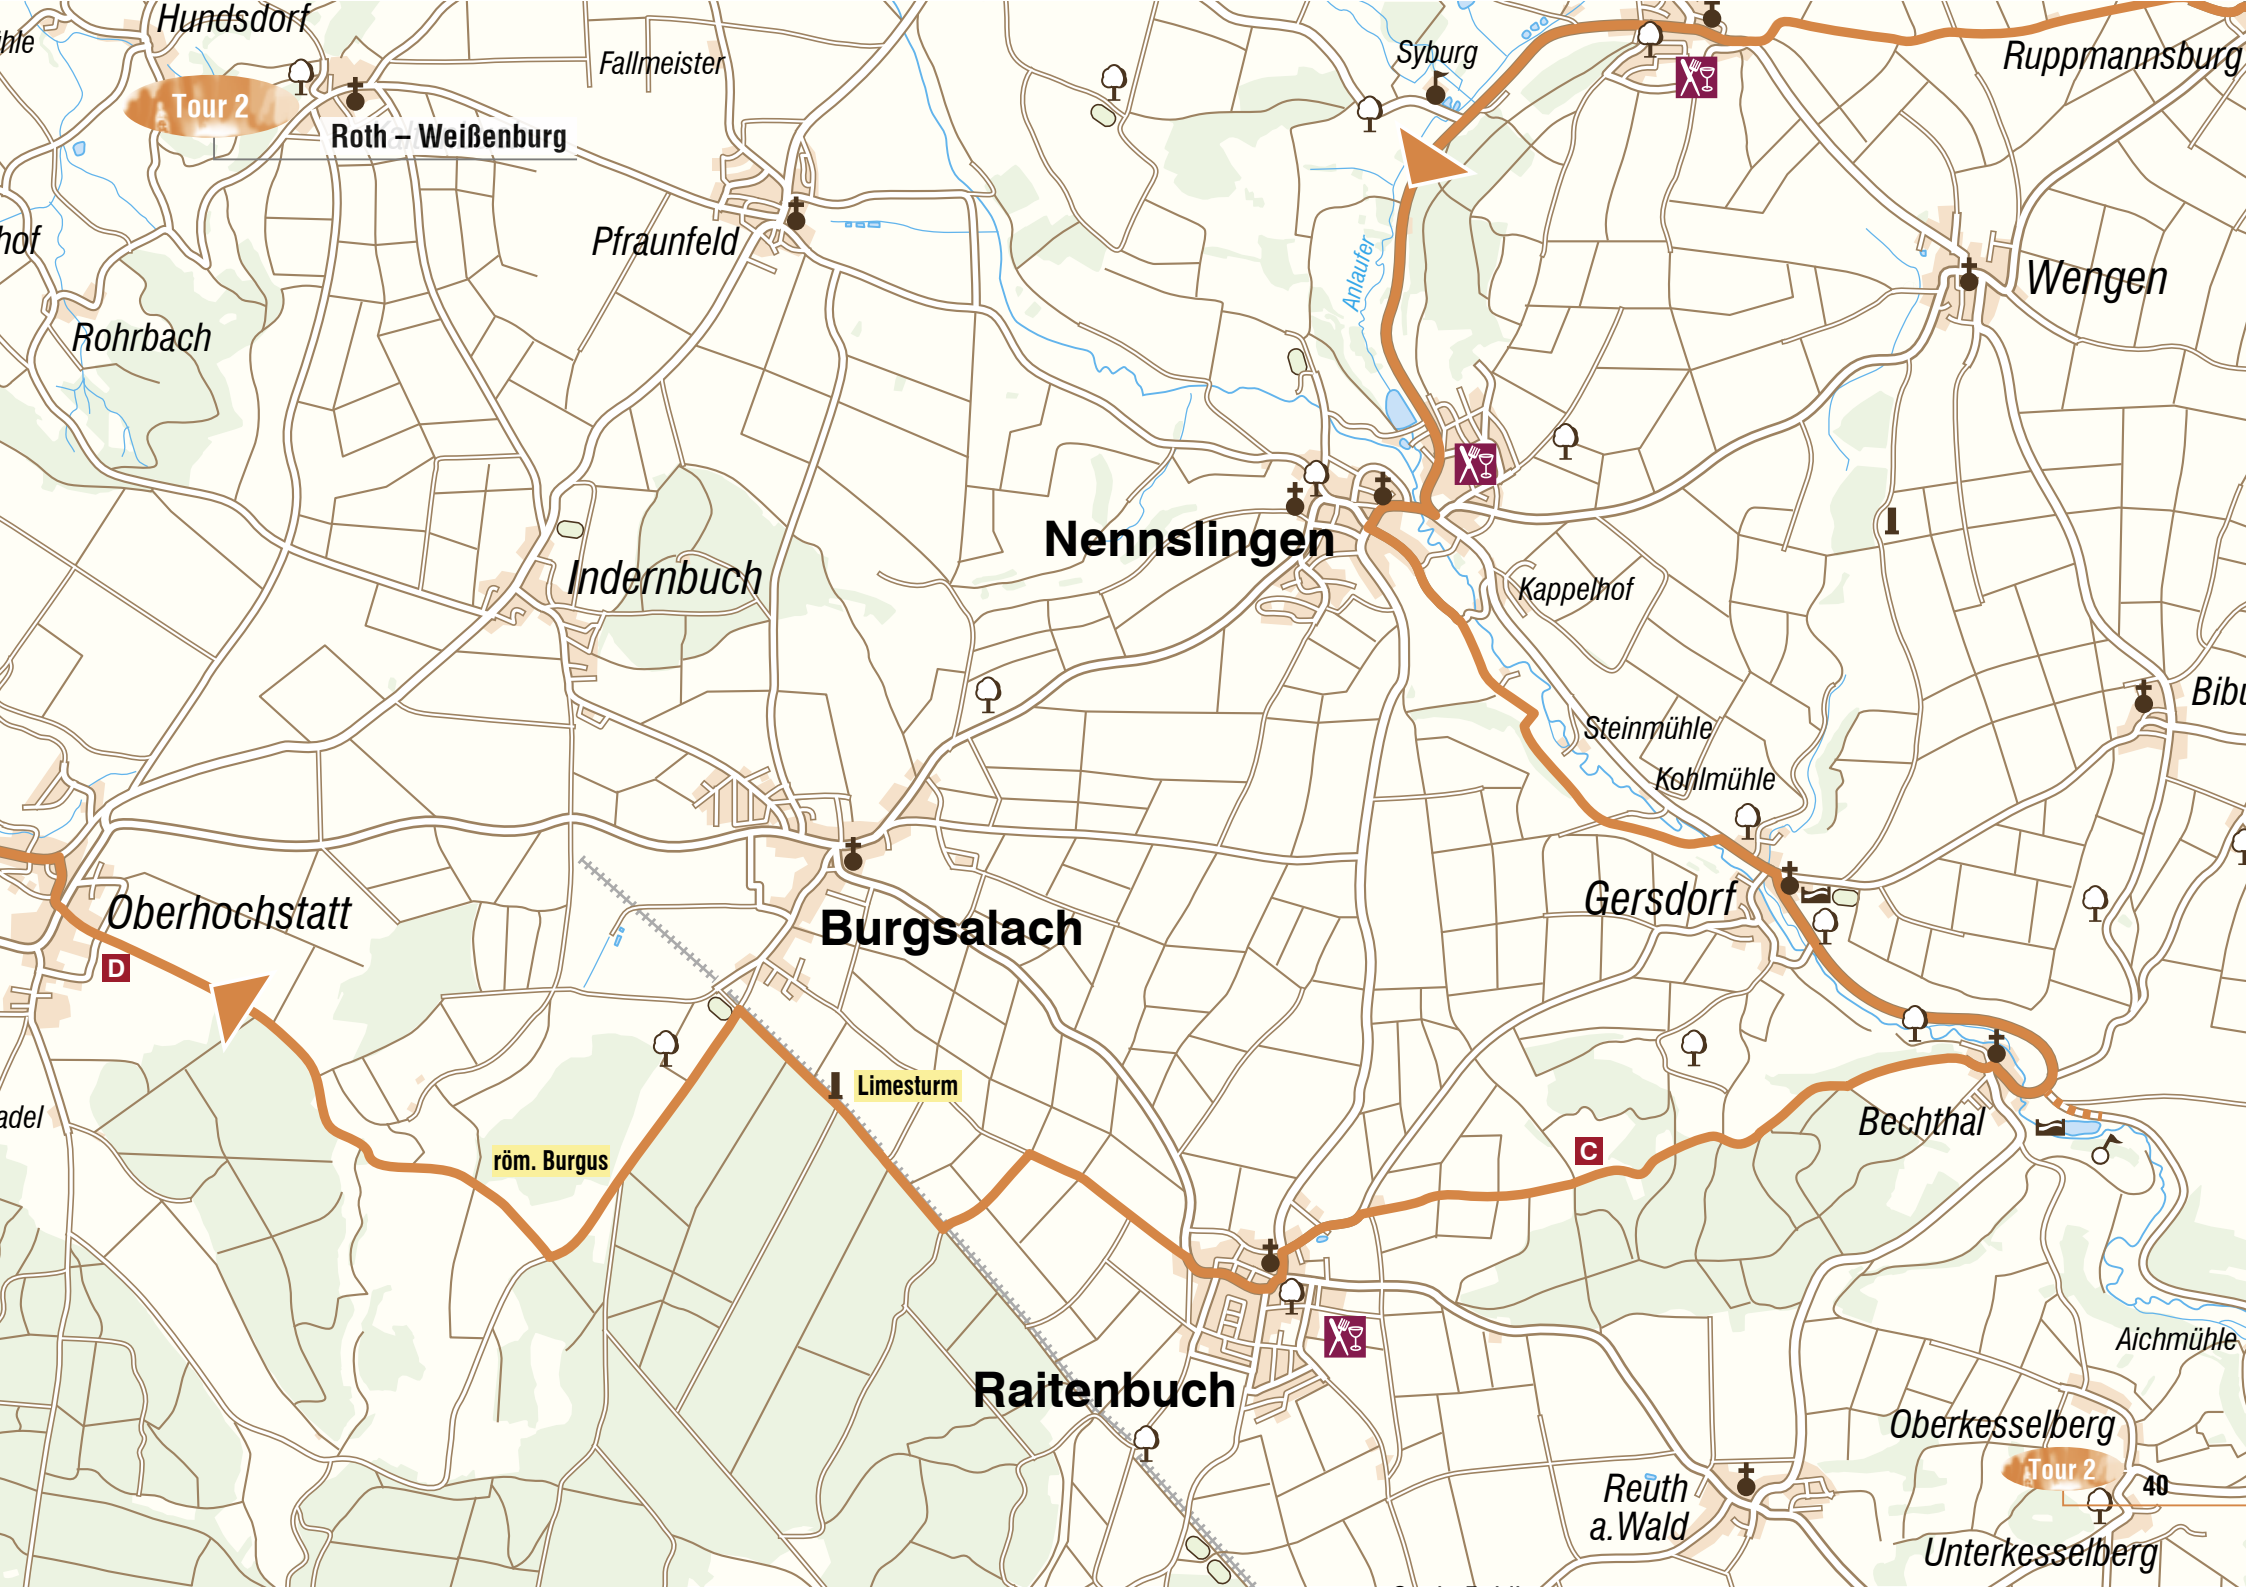 Hundsdorf
Syburg
Ruppmannsburg
Fallmeister
hle
Tour 2
Roth – Weißenburg
hof
Pfraunfeld
Anlaufer
Wengen
Rohrbach
Nennslingen
Indernbuch
Kappelhof
Bibu
Steinmühle
Kohlmühle
Gersdorf
Oberhochstatt
Burgsalach
D
Limesturm
adel
Bechthal
C
röm. Burgus
Aichmühle
Raitenbuch
Oberkesselberg
Tour 2
40
Reuth
a.Wald
Unterkesselberg